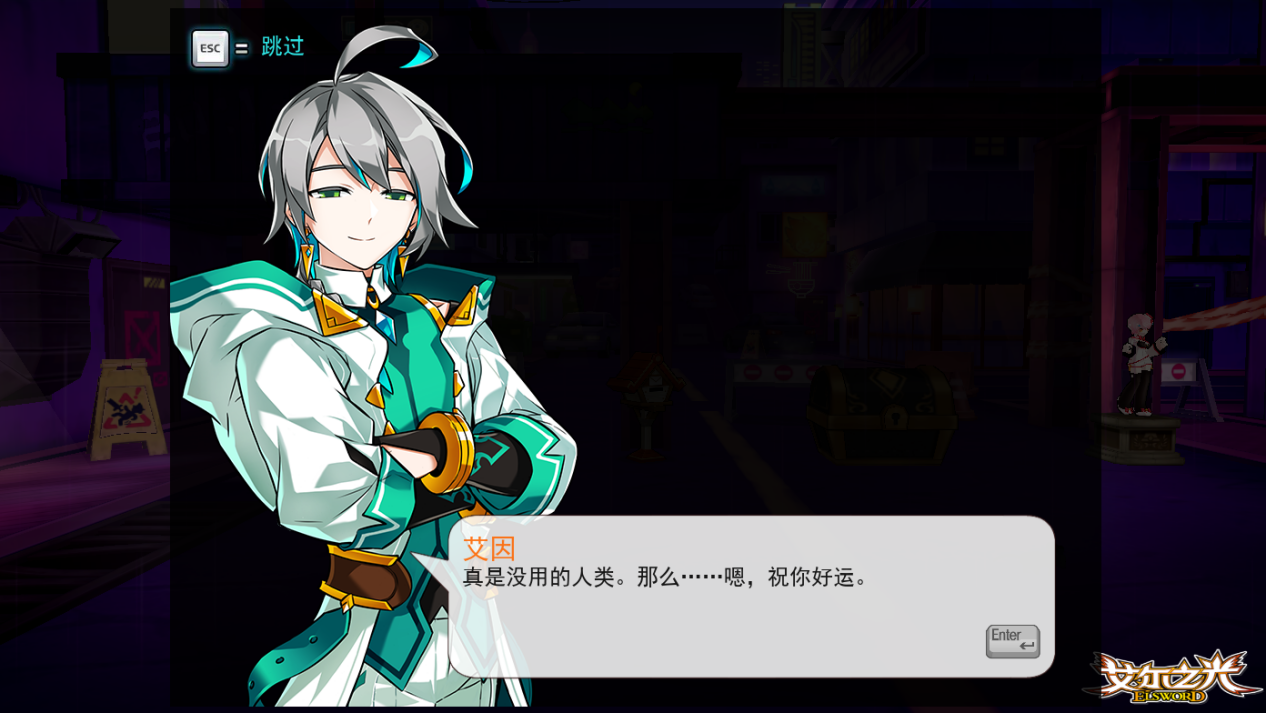 ESC = 跳过
艾因
真是没用的人类。那么……嗯，祝你好运。
Enter
艾尔之光
ELSWORD